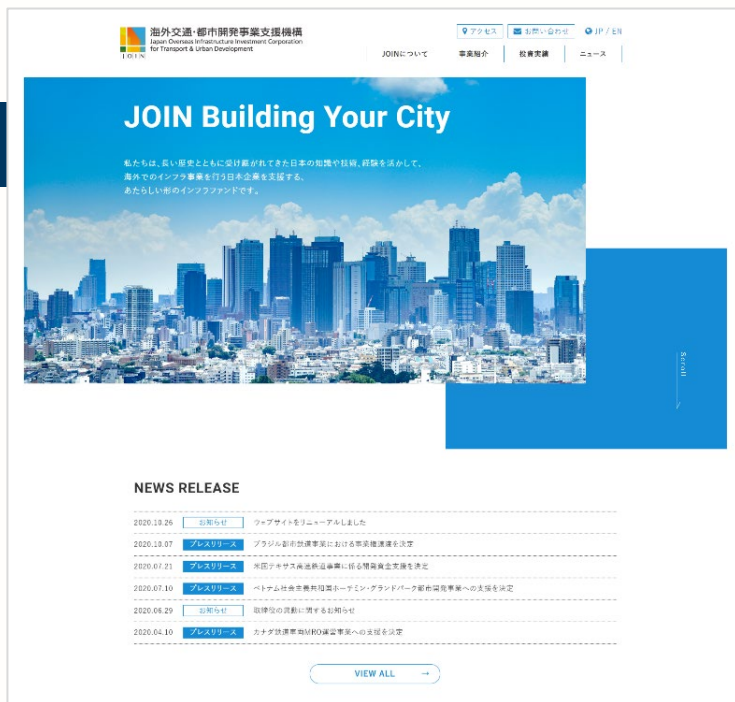 海外交通・都市開発事業支援機構
Japan Overseas Infrastructure Investment Corporation
for Transport & Urban Development
JOIN
アクセス
お問い合わせ
JP / EN
JOINについて
事業紹介
投資実績
ニュース
JOIN Building Your City
私たちは、長い歴史とともに受け継がれてきた日本の知識や技術、経験を活かして、
海外でのインフラ事業を行う日本企業を支援する、
あたらしい形のインフラファンドです。
Scroll
NEWS RELEASE
2020.10.26 お知らせ ウェブサイトをリニューアルしました
2020.10.07 プレスリリース ブラジル都市鉄道事業における事業権譲渡を決定
2020.07.21 プレスリリース 米国テキサス高速鉄道事業に係る開発資金支援を決定
2020.07.10 プレスリリース ベトナム社会主義共和国ホーチミン・グランドパーク都市開発事業への支援を決定
2020.06.29 お知らせ 取締役の異動に関するお知らせ
2020.04.10 プレスリリース カナダ鉄道車両MRO運営事業への支援を決定
VIEW ALL →